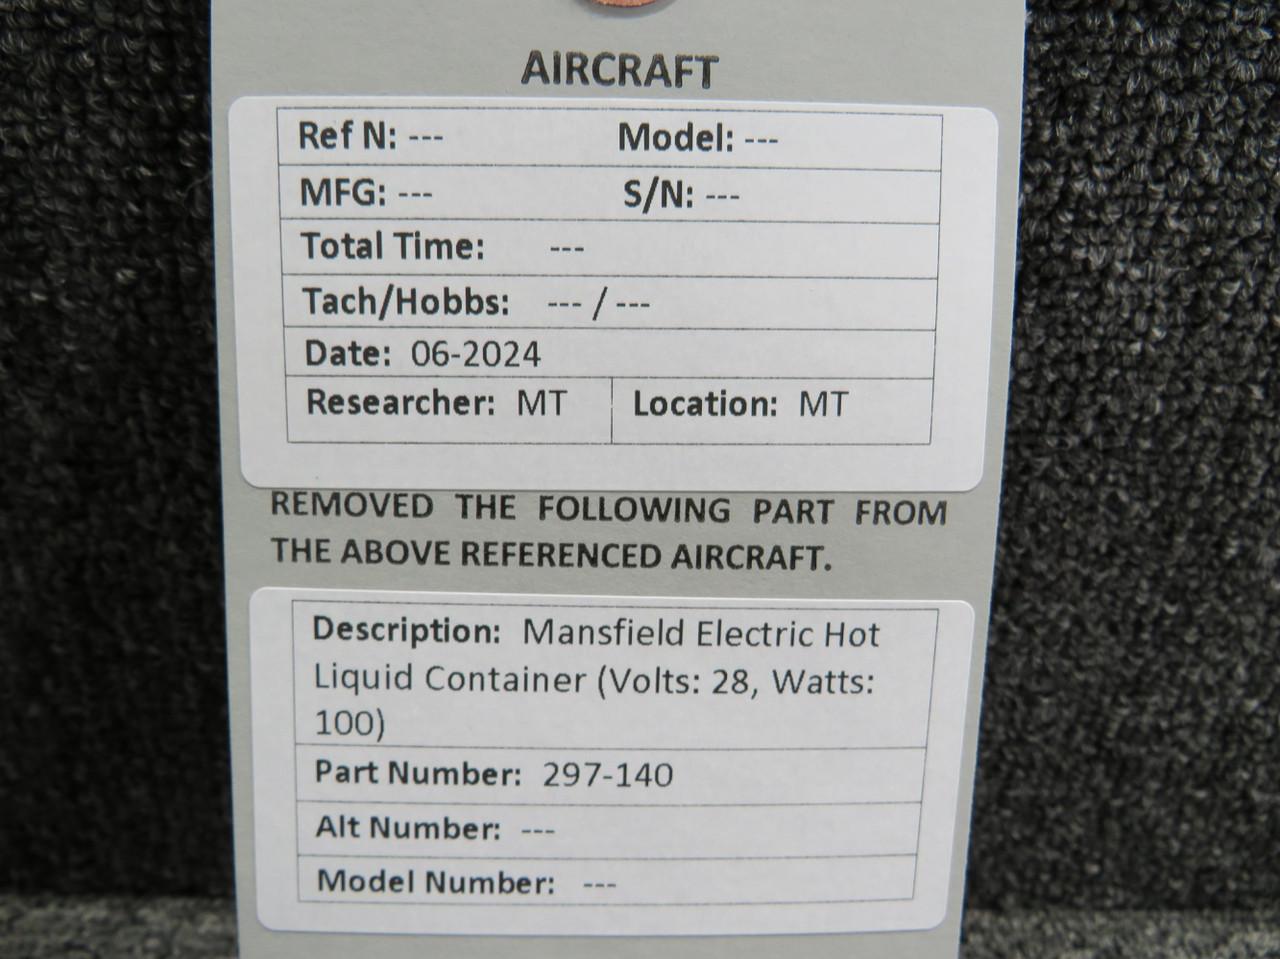 AIRCRAFT
Ref N: --- Model: ---
MFG: --- S/N: ---
Total Time: ---
Tach/Hobbs: --- / ---
Date: 06-2024
Researcher: MT Location: MT
REMOVED THE FOLLOWING PART FROM
THE ABOVE REFERENCED AIRCRAFT.
Description: Mansfield Electric Hot
Liquid Container (Volts: 28, Watts:
100)
Part Number: 297-140
Alt Number: ---
Model Number: ---